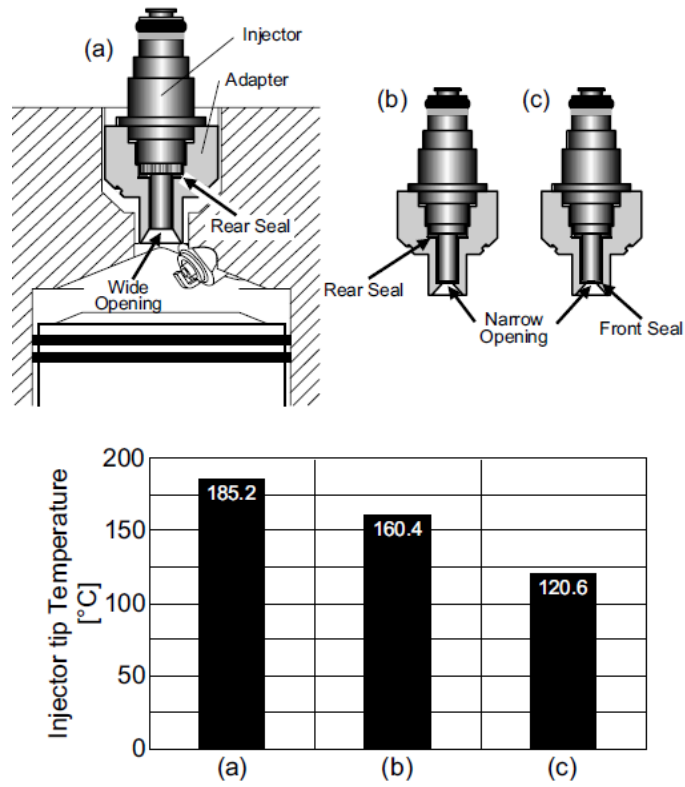 (a)
Injector
Adapter
Rear Seal
Wide
Opening
(b)
(c)
Rear Seal
Narrow
Opening
Front Seal
Injector tip Temperature
[°C]
200
150
100
50
0
185.2
160.4
120.6
(a)
(b)
(c)